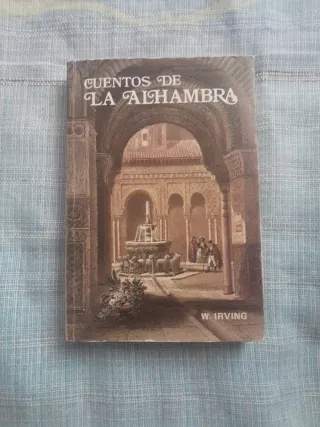 CUENTOS DE
LA ALHAMBRA
W. IRVING